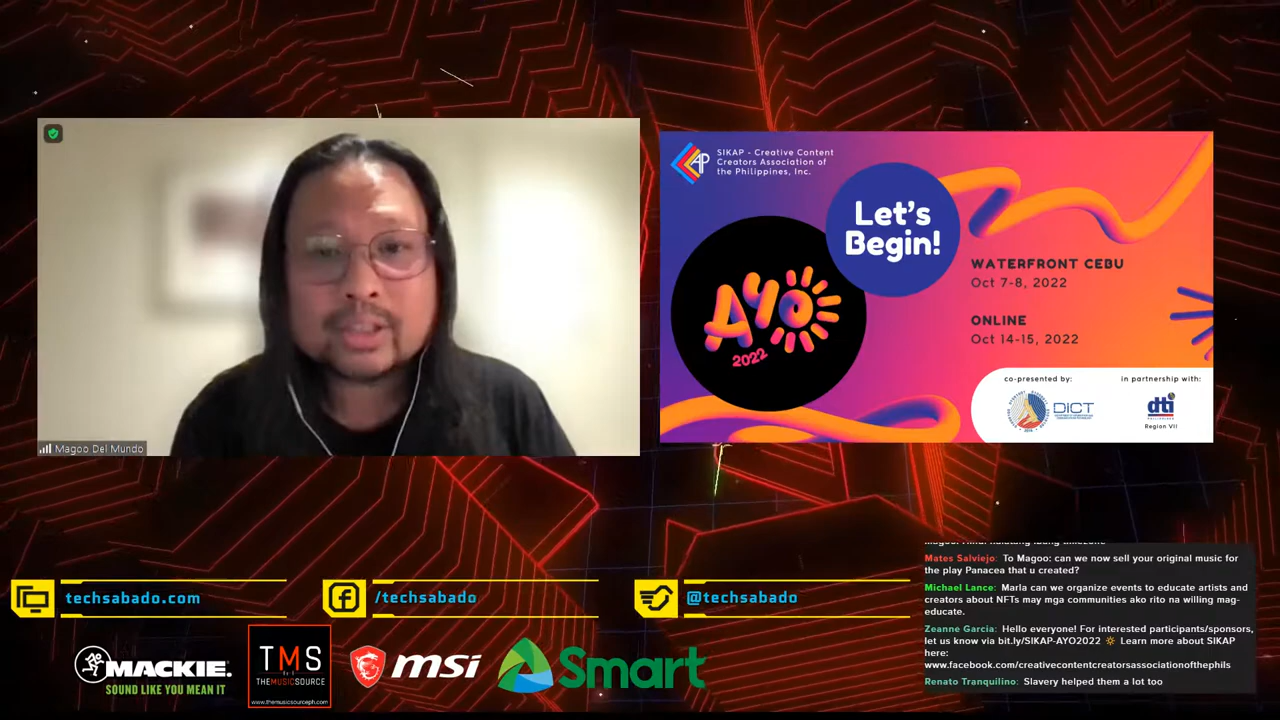 Magoo Del Mundo
AP
SIKAP - Creative Content
Creators Association of
the Philippines, Inc.
Let's
Begin!
AYO
2022
WATERFRONT CEBU
Oct 7-8, 2022
ONLINE
Oct 14-15, 2022
co-presented by:
in partnership with:
DICT
dti
PHILIPPINES
Region VII
techsabado.com
/techsabado
@techsabado
MACKIE.
SOUND LIKE YOU MEAN IT
TMS
THEMUSICSOURCE
www.themusicsourceph.com
msi
Smart
Mates Salviejo: To Magoo: can we now sell your original music for
the play Panacea that u created?
Michael Lance: Marla can we organize events to educate artists and
creators about NFTs may mga communities ako rito na willing mag-
educate.
Zeanne Garcia: Hello everyone! For interested participants/sponsors,
let us know via bit.ly/SIKAP-AYO2022 ☀️ Learn more about SIKAP
here:
www.facebook.com/creativecontentcreatorsassociationofthephils
Renato Tranquilino: Slavery helped them a lot too